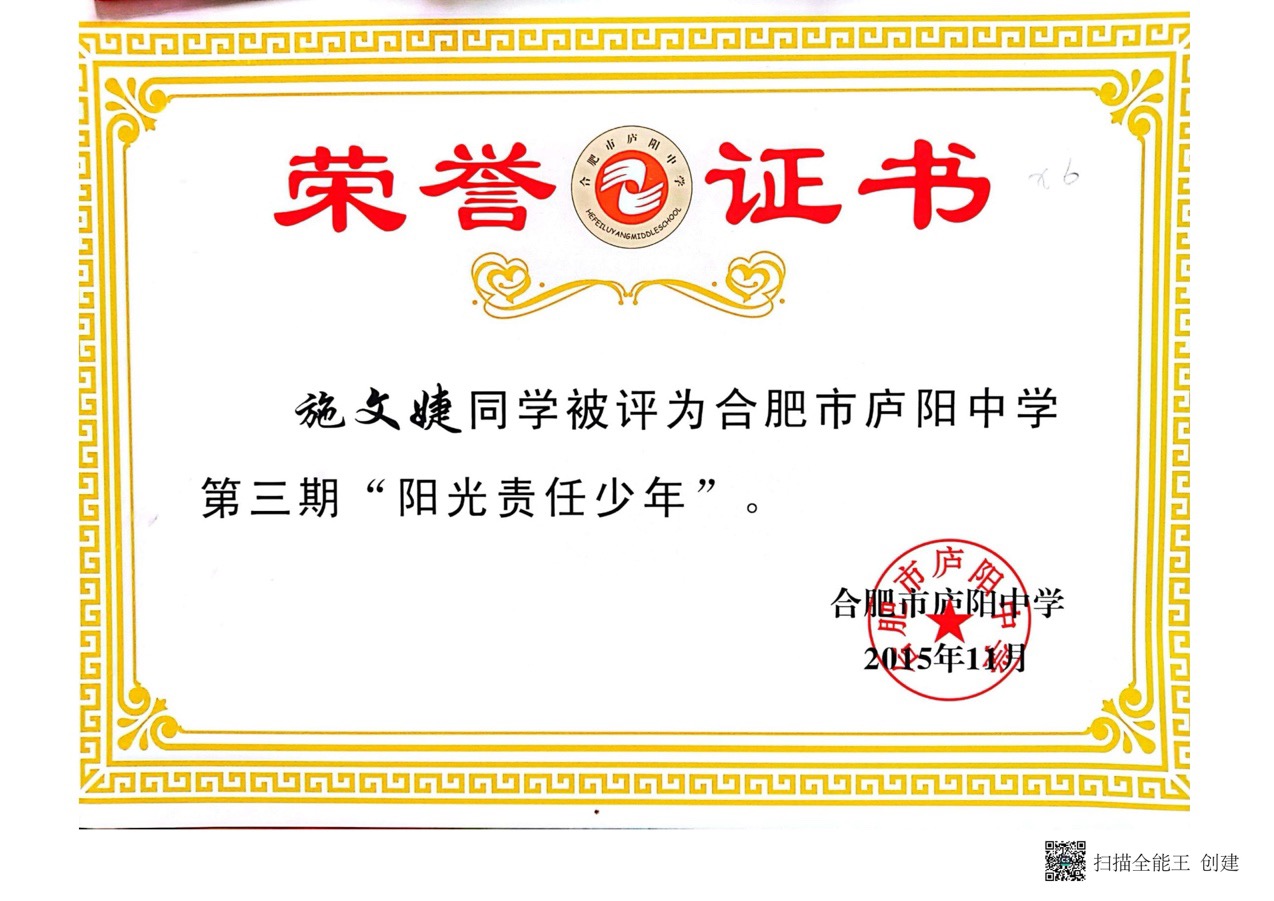 荣誉证书
合肥市庐阳中学
HEFEILUYANGMIDDLESCHOOL
x6
施文婕同学被评为合肥市庐阳中学
第三期“阳光责任少年”。
合肥市庐阳中学
2015年11月
合肥市庐阳中学
扫描全能王 创建